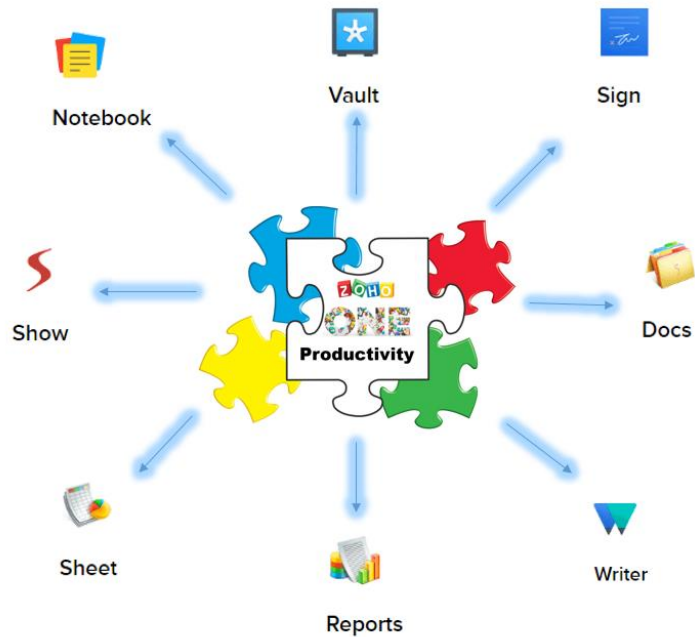 Notebook
Vault
Sign
Show
ZOHO
ONE
Productivity
Docs
Sheet
Reports
Writer